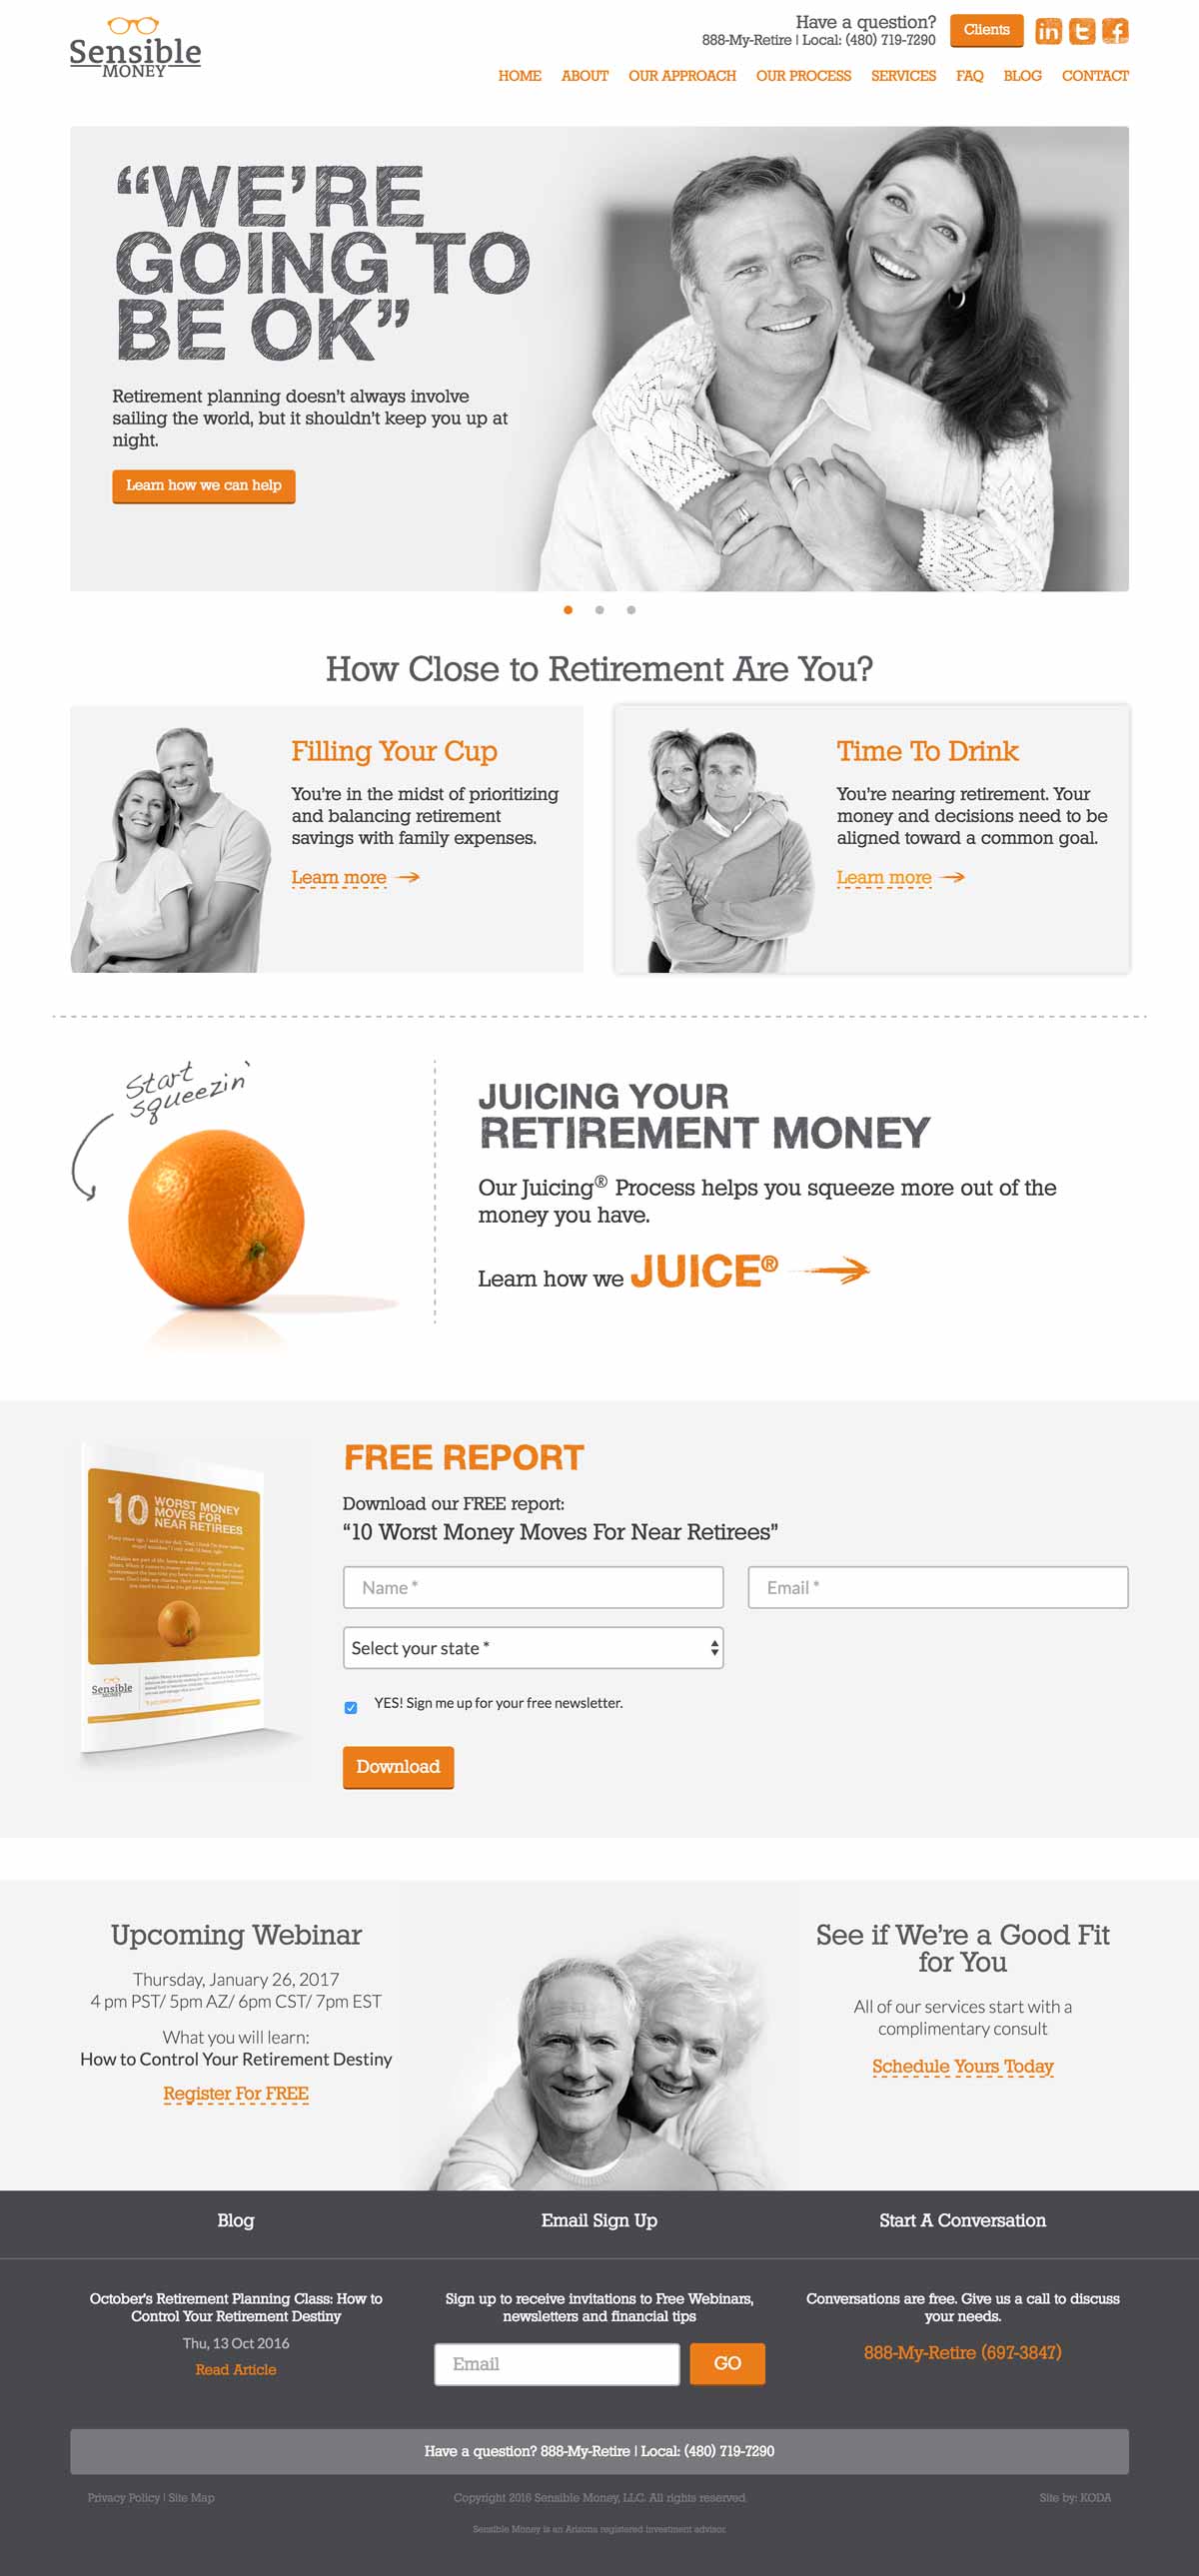 Sensible
MONEY
Have a question?
888-My-Retire | Local: (480) 719-7290
Clients
HOME ABOUT OUR APPROACH OUR PROCESS SERVICES FAQ BLOG CONTACT
“WE’RE
GOING TO
BE OK”
Retirement planning doesn’t always involve
sailing the world, but it shouldn’t keep you up at
night.
Learn how we can help
How Close to Retirement Are You?
Filling Your Cup
You’re in the midst of prioritizing
and balancing retirement
savings with family expenses.
Learn more
Time To Drink
You’re nearing retirement. Your
money and decisions need to be
aligned toward a common goal.
Learn more
Start
squeezin'
JUICING YOUR
RETIREMENT MONEY
Our Juicing® Process helps you squeeze more out of the
money you have.
Learn how we JUICE®
10 WORST MONEY
MOVES FOR
NEAR RETIREES
Sensible
MONEY
FREE REPORT
Download our FREE report:
“10 Worst Money Moves For Near Retirees”
Name *
Email *
Select your state *
YES! Sign me up for your free newsletter.
Download
Upcoming Webinar
Thursday, January 26, 2017
4 pm PST/ 5pm AZ/ 6pm CST/ 7pm EST
What you will learn:
How to Control Your Retirement Destiny
Register For FREE
See if We’re a Good Fit
for You
All of our services start with a
complimentary consult
Schedule Yours Today
Blog
Email Sign Up
Start A Conversation
October's Retirement Planning Class: How to
Control Your Retirement Destiny
Thu, 13 Oct 2016
Read Article
Sign up to receive invitations to Free Webinars,
newsletters and financial tips
Email
GO
Conversations are free. Give us a call to discuss
your needs.
888-My-Retire (697-3847)
Have a question? 888-My-Retire | Local: (480) 719-7290
Privacy Policy | Site Map
Copyright 2016 Sensible Money, LLC. All rights reserved.
Site by: KODA
Sensible Money is an Arizona registered investment advisor.